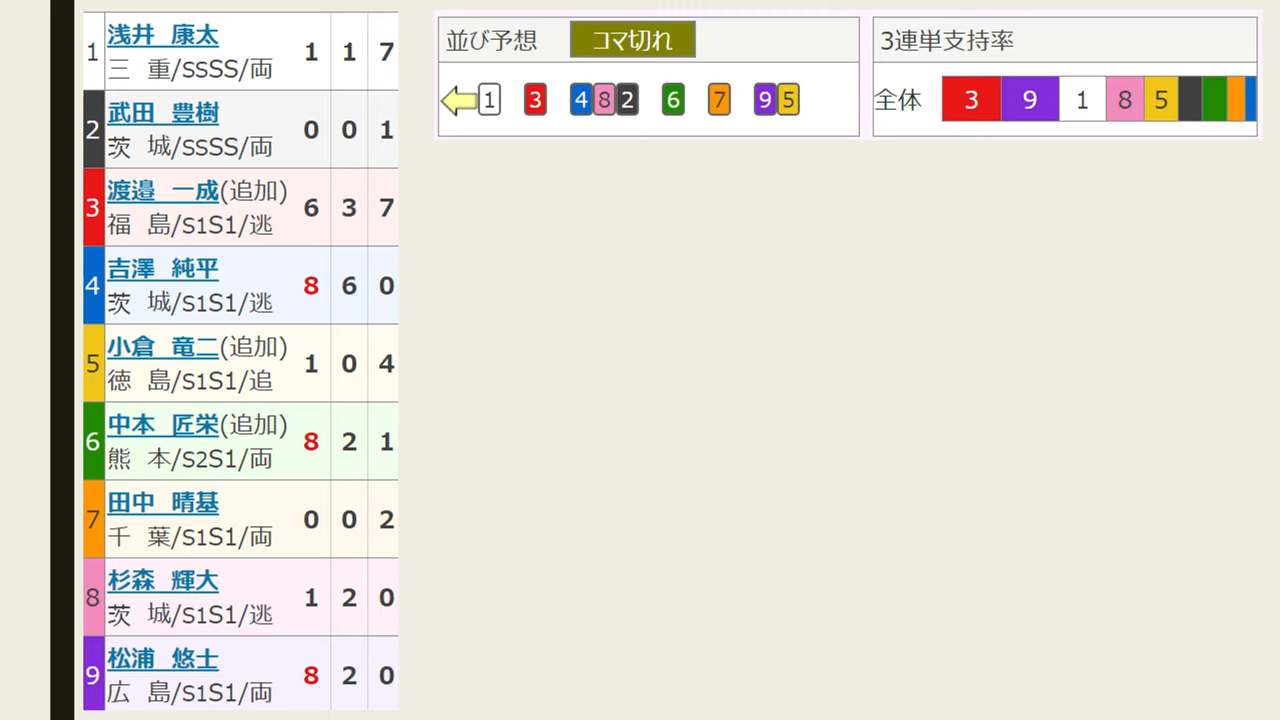 1 浅井 康太 1 1 7
三 重/SSSS/両
2 武田 豊樹 0 0 1
茨 城/SSSS/両
3 渡邉 一成(追加) 6 3 7
福 島/S1S1/逃
4 吉澤 純平 8 6 0
茨 城/S1S1/逃
5 小倉 竜二(追加) 1 0 4
徳 島/S1S1/追
6 中本 匠栄(追加) 8 2 1
熊 本/S2S1/両
7 田中 晴基 0 0 2
千 葉/S1S1/両
8 杉森 輝大 1 2 0
茨 城/S1S1/逃
9 松浦 悠士 8 2 0
広 島/S1S1/両
並び予想 コマ切れ
1 3 4 8 2 6 7 9 5
3連単支持率
全体 3 9 1 8 5